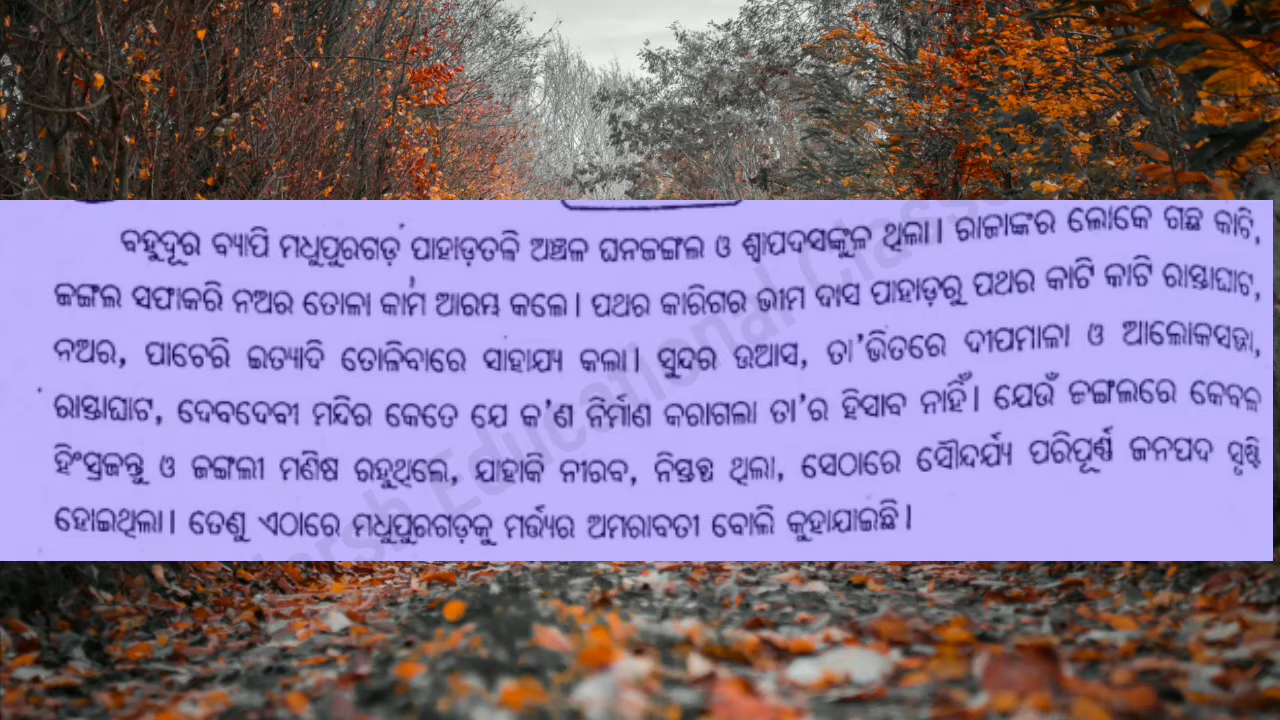 ବହୁଦୂର ବ୍ୟାପି ମଧୁପୁରଗଡ଼ ପାହାଡ଼ତଳି ଅଞ୍ଚଳ ଘନଜଙ୍ଗଲ ଓ ଶ୍ୱାପଦସଙ୍କୁଳ ଥିଲା। ରାଜାଙ୍କର ଲୋକେ ଗଛ କାଟି,
ଜଙ୍ଗଲ ସଫାକରି ନଅର ତୋଳା କାମ ଆରମ୍ଭ କଲେ। ପଥର କାରିଗର ଭୀମ ଦାସ ପାହାଡ଼ରୁ ପଥର କାଟି କାଟି ରାସ୍ତାଘାଟ,
ନଅର, ପାଚେରି ଇତ୍ୟାଦି ତୋଳିବାରେ ସାହାଯ୍ୟ କଲା। ସୁନ୍ଦର ଉଆସ, ତା'ଭିତରେ ଦୀପମାଳା ଓ ଆଲୋକସଜ୍ଜା,
ରାସ୍ତାଘାଟ, ଦେବଦେବୀ ମନ୍ଦିର କେତେ ଯେ କ'ଣ ନିର୍ମାଣ କରାଗଲା ତା'ର ହିସାବ ନାହିଁ। ଯେଉଁ ଜଙ୍ଗଲରେ କେବଳ
ହିଂସ୍ରଜନ୍ତୁ ଓ ଜଙ୍ଗଲୀ ମଣିଷ ରହୁଥିଲେ, ଯାହାକି ନୀରବ, ନିସ୍ତବ୍ଧ ଥିଲା, ସେଠାରେ ସୌନ୍ଦର୍ଯ୍ୟ ପରିପୂର୍ଣ୍ଣ ଜନପଦ ସୃଷ୍ଟି
ହୋଇଥିଲା। ତେଣୁ ଏଠାରେ ମଧୁପୁରଗଡ଼କୁ ମର୍ତ୍ତ୍ୟର ଅମରାବତୀ ବୋଲି କୁହାଯାଇଛି।